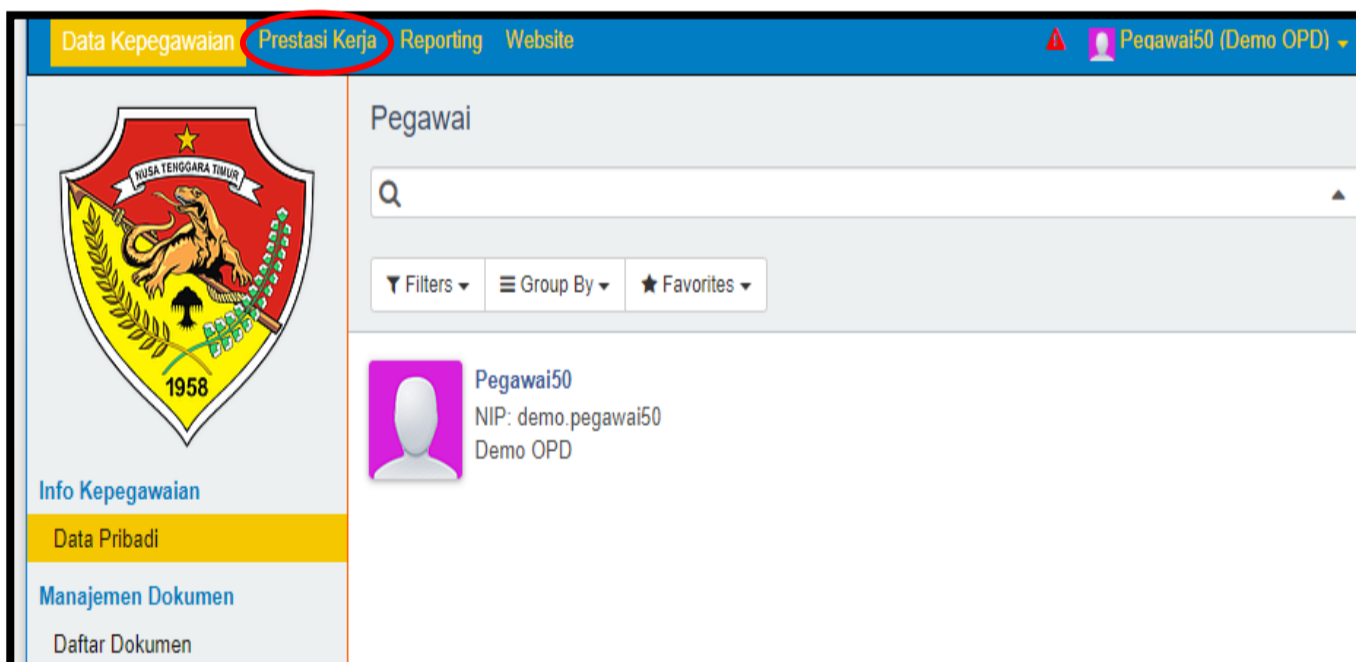 Data Kepegawaian Prestasi Kerja Reporting Website Pegawai50 (Demo OPD)
NUSA TENGGARA TIMUR
1958
Info Kepegawaian
Data Pribadi
Manajemen Dokumen
Daftar Dokumen
Pegawai
Filters Group By Favorites
Pegawai50
NIP: demo.pegawai50
Demo OPD